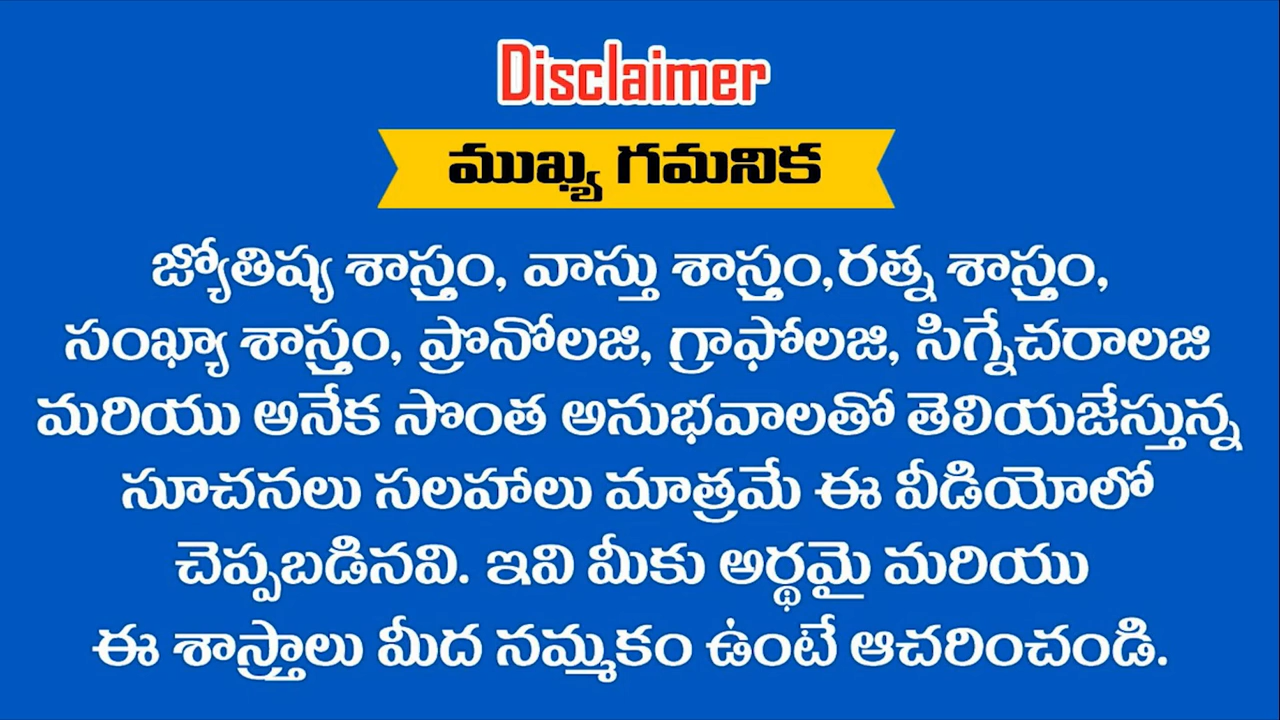 Disclaimer
ముఖ్య గమనిక
జ్యోతిష్య శాస్త్రం, వాస్తు శాస్త్రం,రత్న శాస్త్రం,
సంఖ్యా శాస్త్రం, ప్రొనోలజి, గ్రాఫోలజి, సిగ్నేచరాలజి
మరియు అనేక సొంత అనుభవాలతో తెలియజేస్తున్న
సూచనలు సలహాలు మాత్రమే ఈ వీడియోలో
చెప్పబడినవి. ఇవి మీకు అర్థమై మరియు
ఈ శాస్త్రాలు మీద నమ్మకం ఉంటే ఆచరించండి.